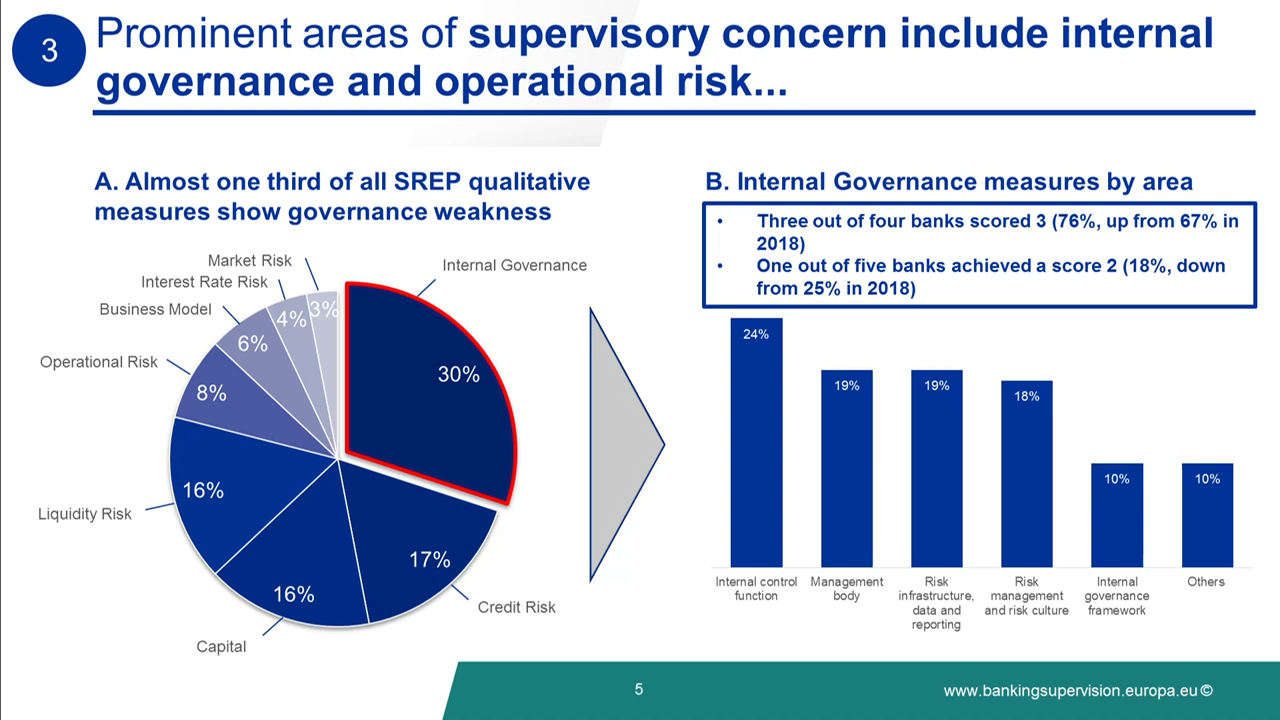 3
Prominent areas of supervisory concern include internal
governance and operational risk...
A. Almost one third of all SREP qualitative
measures show governance weakness
Market Risk
Interest Rate Risk
Business Model
Operational Risk
Liquidity Risk
Capital
Credit Risk
Internal Governance
3%
4%
6%
8%
16%
16%
17%
30%
B. Internal Governance measures by area
• Three out of four banks scored 3 (76%, up from 67% in
2018)
• One out of five banks achieved a score 2 (18%, down
from 25% in 2018)
24%
19%
19%
18%
10%
10%
Internal control
function
Management
body
Risk
infrastructure,
data and
reporting
Risk
management
and risk culture
Internal
governance
framework
Others
5
www.bankingsupervision.europa.eu ©